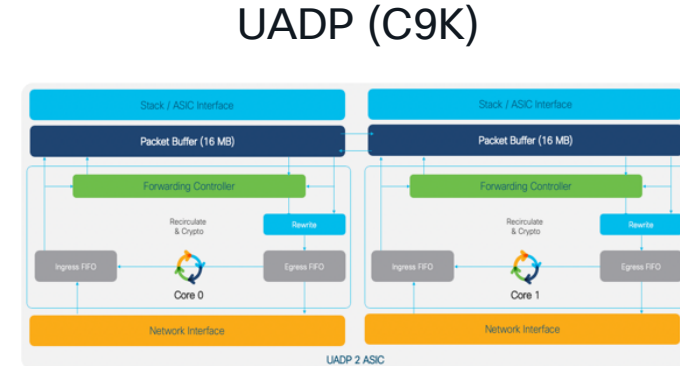 UADP (C9K)
Stack / ASIC Interface
Stack / ASIC Interface
Packet Buffer (16 MB)
Packet Buffer (16 MB)
Forwarding Controller
Forwarding Controller
Recirculate
& Crypto
Rewrite
Recirculate
& Crypto
Rewrite
Ingress FIFO
Egress FIFO
Ingress FIFO
Egress FIFO
Core 0
Core 1
Network Interface
Network Interface
UADP 2 ASIC